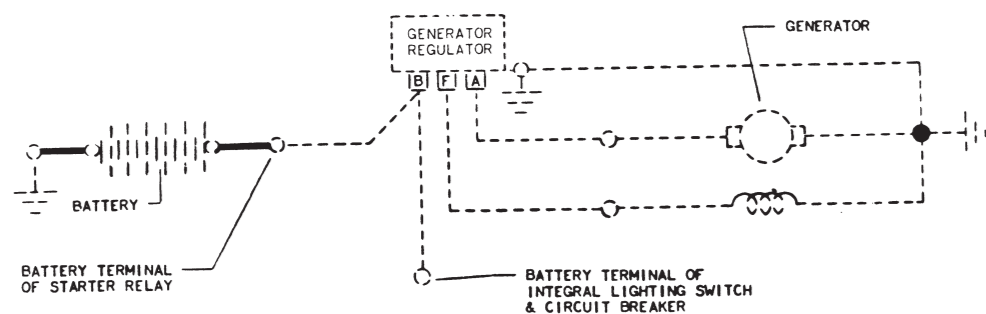 GENERATOR
REGULATOR
B F A
GENERATOR
BATTERY
BATTERY TERMINAL
OF STARTER RELAY
BATTERY TERMINAL OF
INTEGRAL LIGHTING SWITCH
& CIRCUIT BREAKER